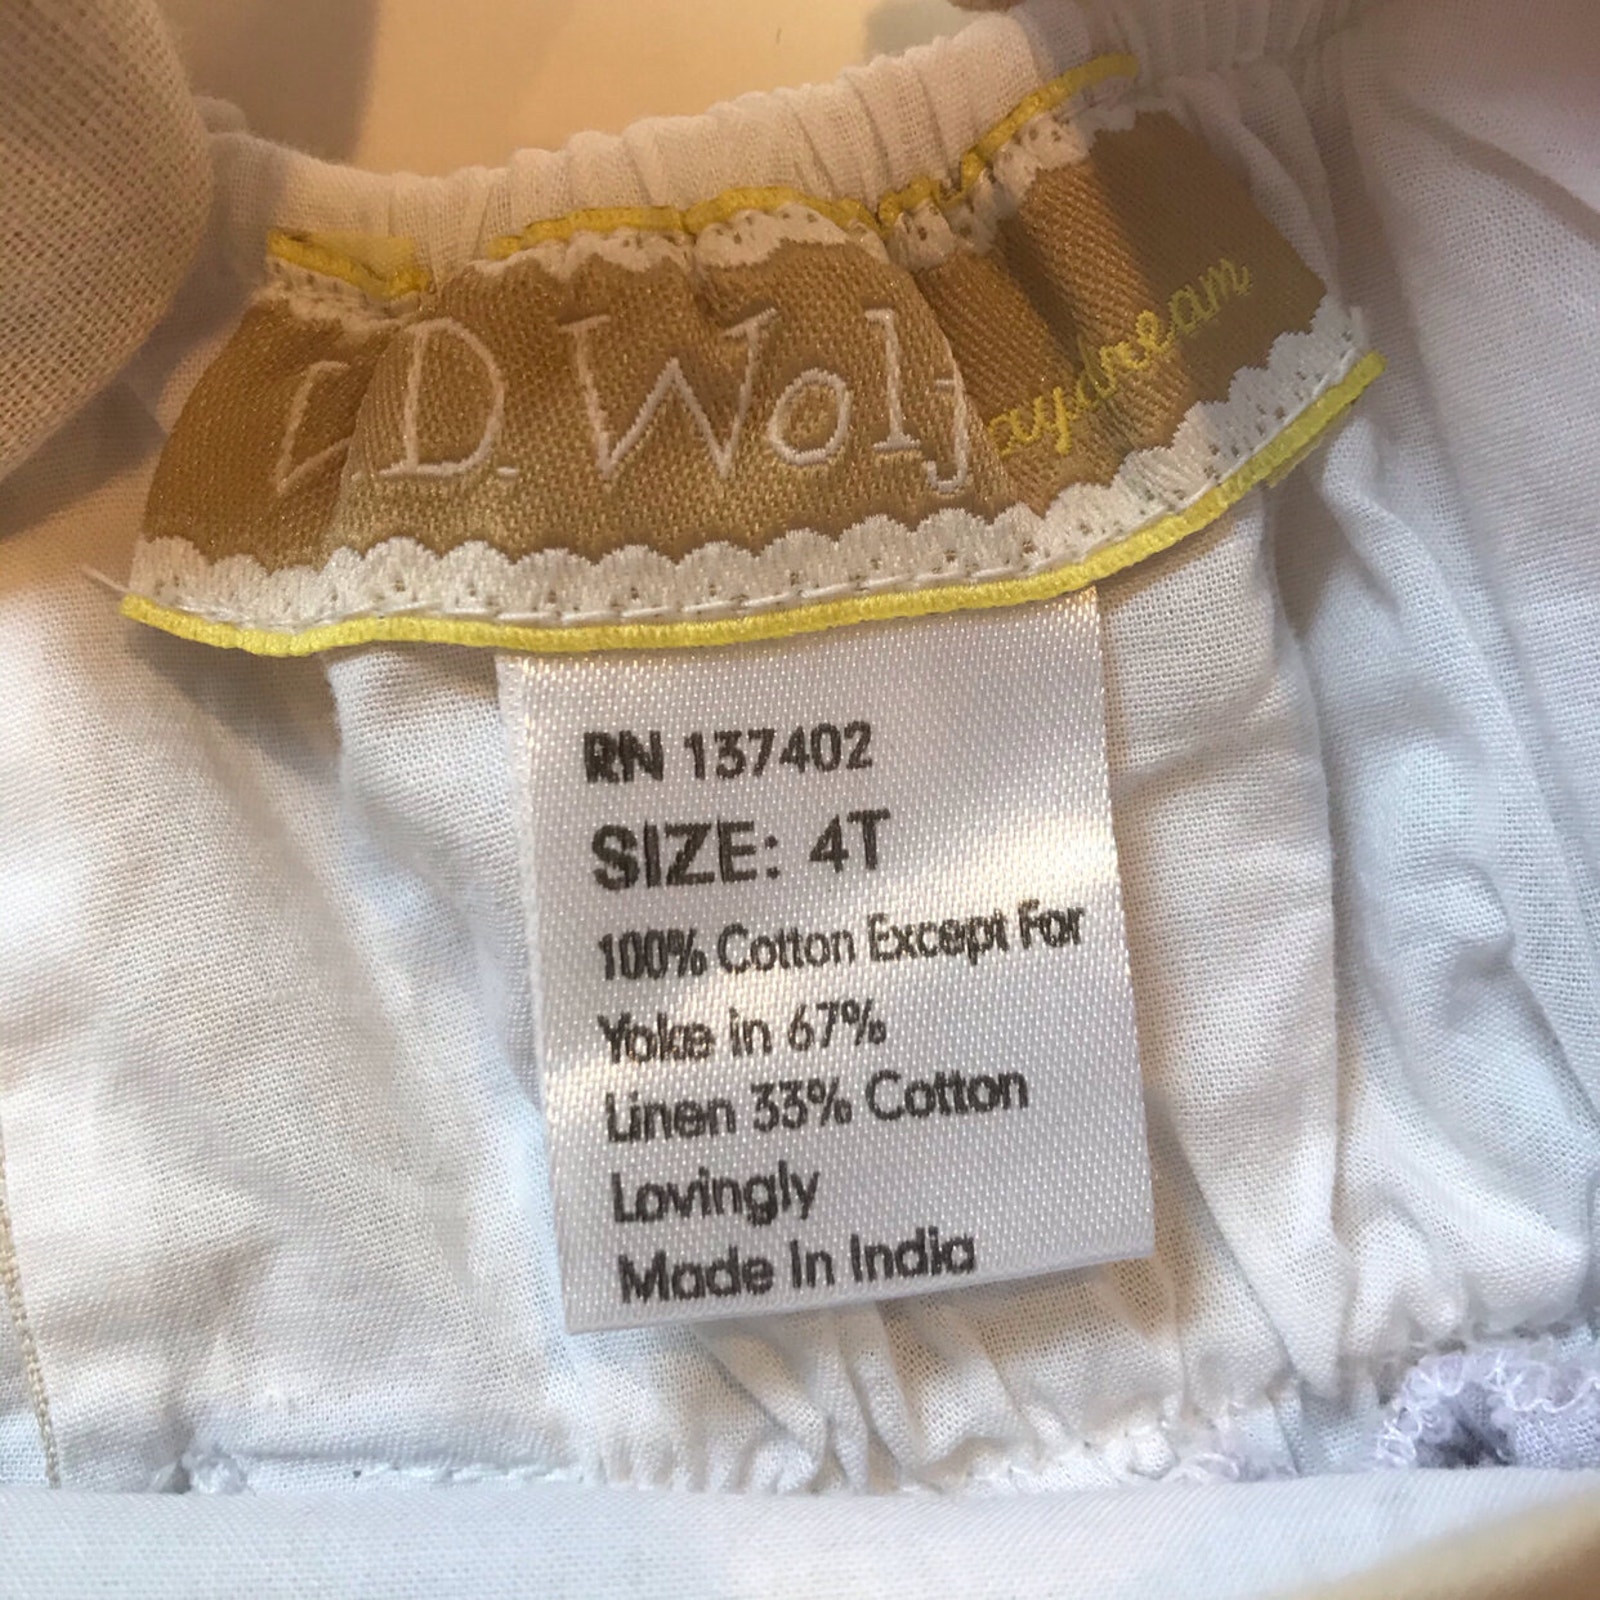 D. Wolf
RN 137402
SIZE: 4T
100% Cotton Except For
Yoke in 67%
Linen 33% Cotton
Lovingly
Made In India